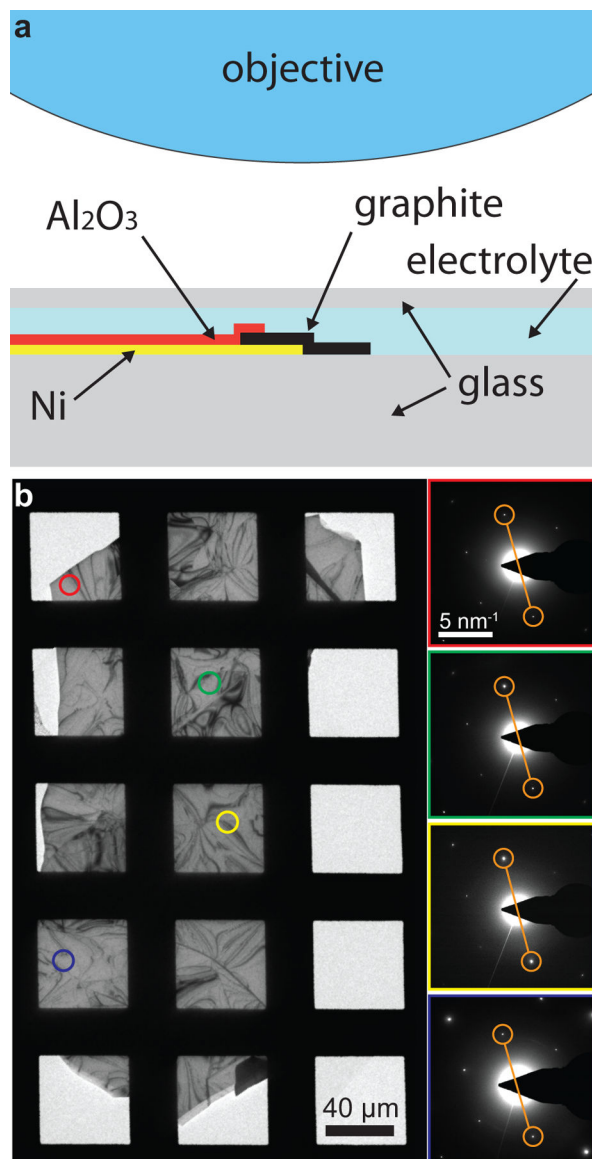 a
objective
Al₂O₃
graphite
electrolyte
Ni
glass
b
5 nm⁻¹
40 µm